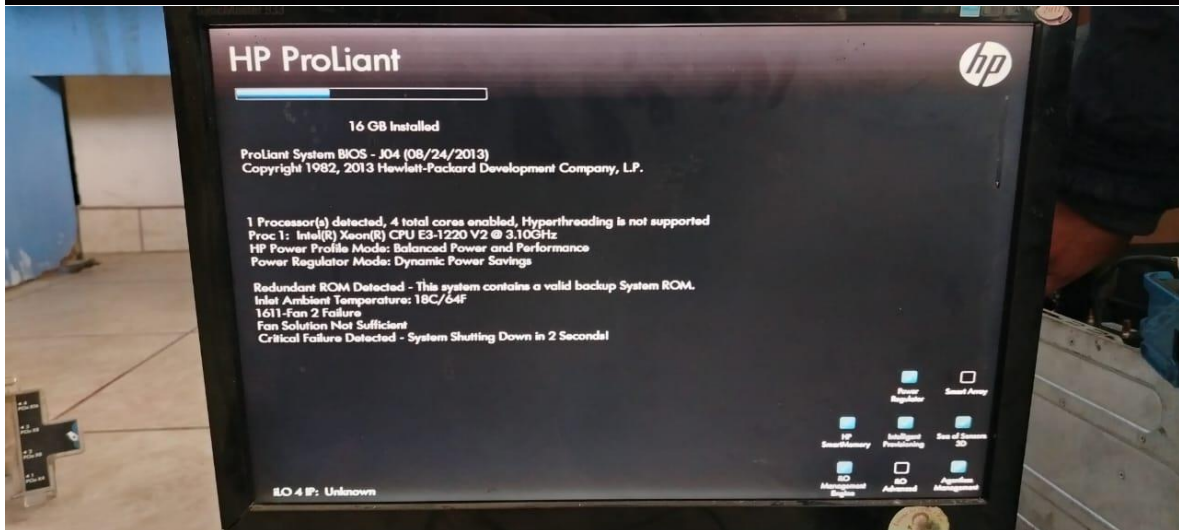 HP ProLiant
hp
16 GB Installed
ProLiant System BIOS - J04 (08/24/2013)
Copyright 1982, 2013 Hewlett-Packard Development Company, L.P.
1 Processor(s) detected, 4 total cores enabled, Hyperthreading is not supported
Proc 1: Intel(R) Xeon(R) CPU E3-1220 V2 @ 3.10GHz
HP Power Profile Mode: Balanced Power and Performance
Power Regulator Mode: Dynamic Power Savings
Redundant ROM Detected - This system contains a valid backup System ROM.
Inlet Ambient Temperature: 18C/64F
1611-Fan 2 Failure
Fan Solution Not Sufficient
Critical Failure Detected - System Shutting Down in 2 Seconds!
Power
Regulator
Smart Array
HP
SmartMemory
Intelligent
Provisioning
Sea of Sensors
3D
iLO
Management
Engine
iLO
Advanced
Agentless
Management
iLO 4 IP: Unknown